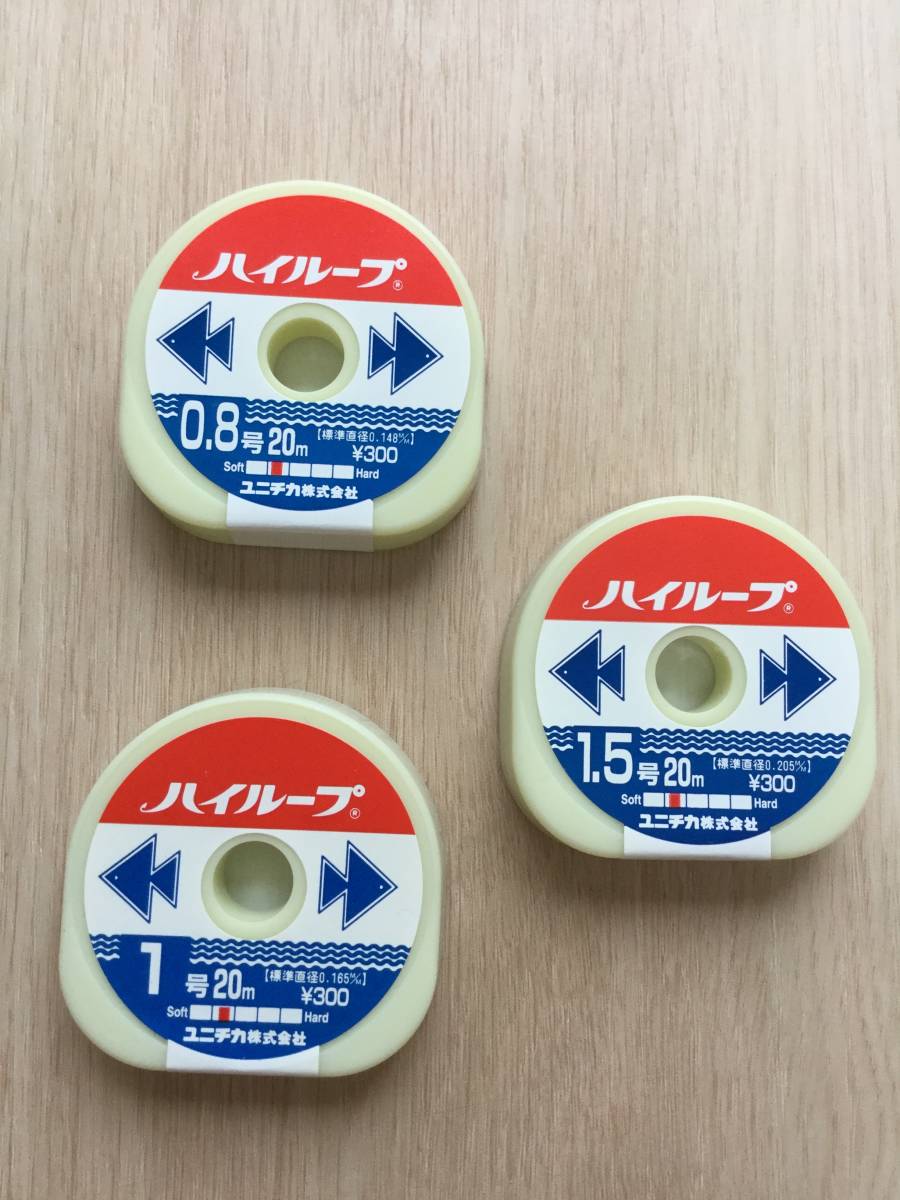 ハイループ®
0.8号20m
【標準直径0.148㎜】
¥300
Soft Hard
ユニチカ株式会社
ハイループ®
1.5号20m
【標準直径0.205㎜】
¥300
Soft Hard
ユニチカ株式会社
ハイループ®
1号20m
【標準直径0.165㎜】
¥300
Soft Hard
ユニチカ株式会社